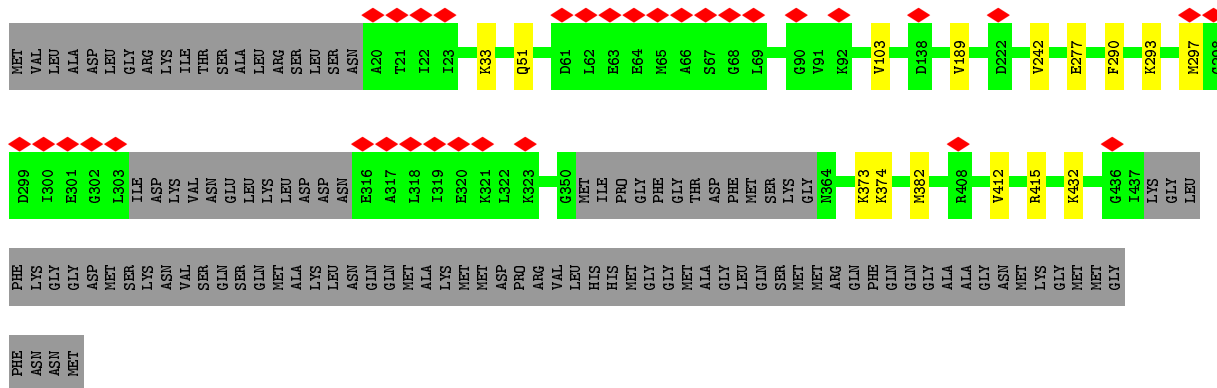 MET VAL LEU ALA ASP LEU GLY ARG LYS ILE THR SER ALA LEU ARG SER LEU SER ASN A20 T21 I22 I23 K33 Q51 D61 L62 E63 E64 M65 A66 S67 G68 L69 G90 V91 K92 V103 D138 V189 D222 V242 E277 F290 K293 M297
D299 I300 E301 G302 L303 ILE ASP LYS VAL ASN GLU LEU LYS LEU ASP ASP ASN E316 A317 L318 I319 E320 K321 L322 K323 G350 MET ILE PRO GLY PHE GLY THR ASP PHE MET SER LYS GLY N364 K373 K374 M382 R408 V412 R415 K432 G436 I437 LYS GLY LEU
PHE LYS GLY GLY ASP MET SER LYS ASN VAL SER GLN SER GLN MET ALA LYS LEU ASN GLN GLN MET ALA LYS MET MET ASP PRO ARG VAL LEU HIS HIS MET GLY GLY MET ALA GLY LEU GLN SER MET MET ARG GLN PHE GLN GLN GLY ALA ALA GLY ASN MET LYS GLY MET MET GLY
PHE ASN ASN MET